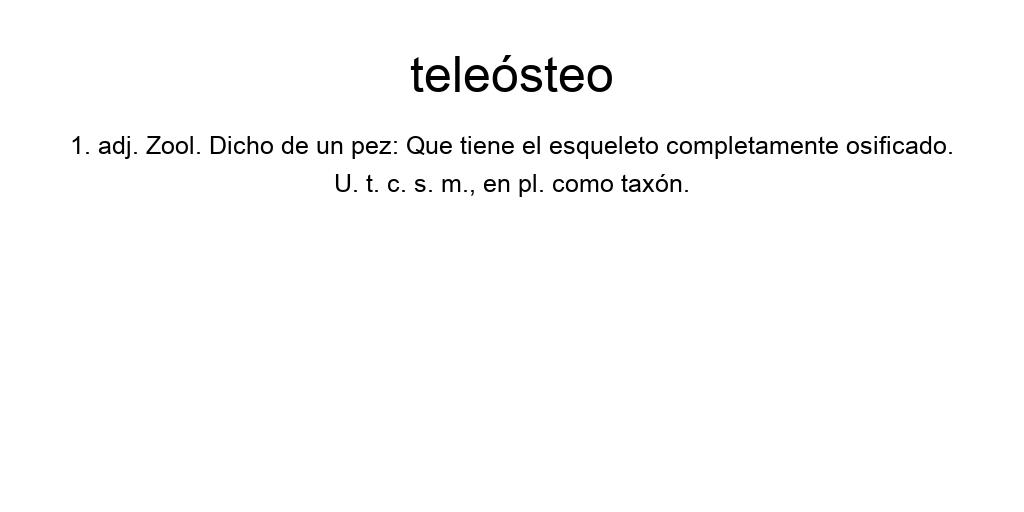 teleósteo
1. adj. Zool. Dicho de un pez: Que tiene el esqueleto completamente osificado.
U. t. c. s. m., en pl. como taxón.